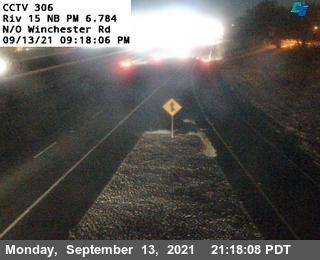 CCTV 306
Riv 15 NB PM 6.784
N/O Winchester Rd
09/13/21 09:18:06 PM
Monday, September 13, 2021 21:18:08 PDT